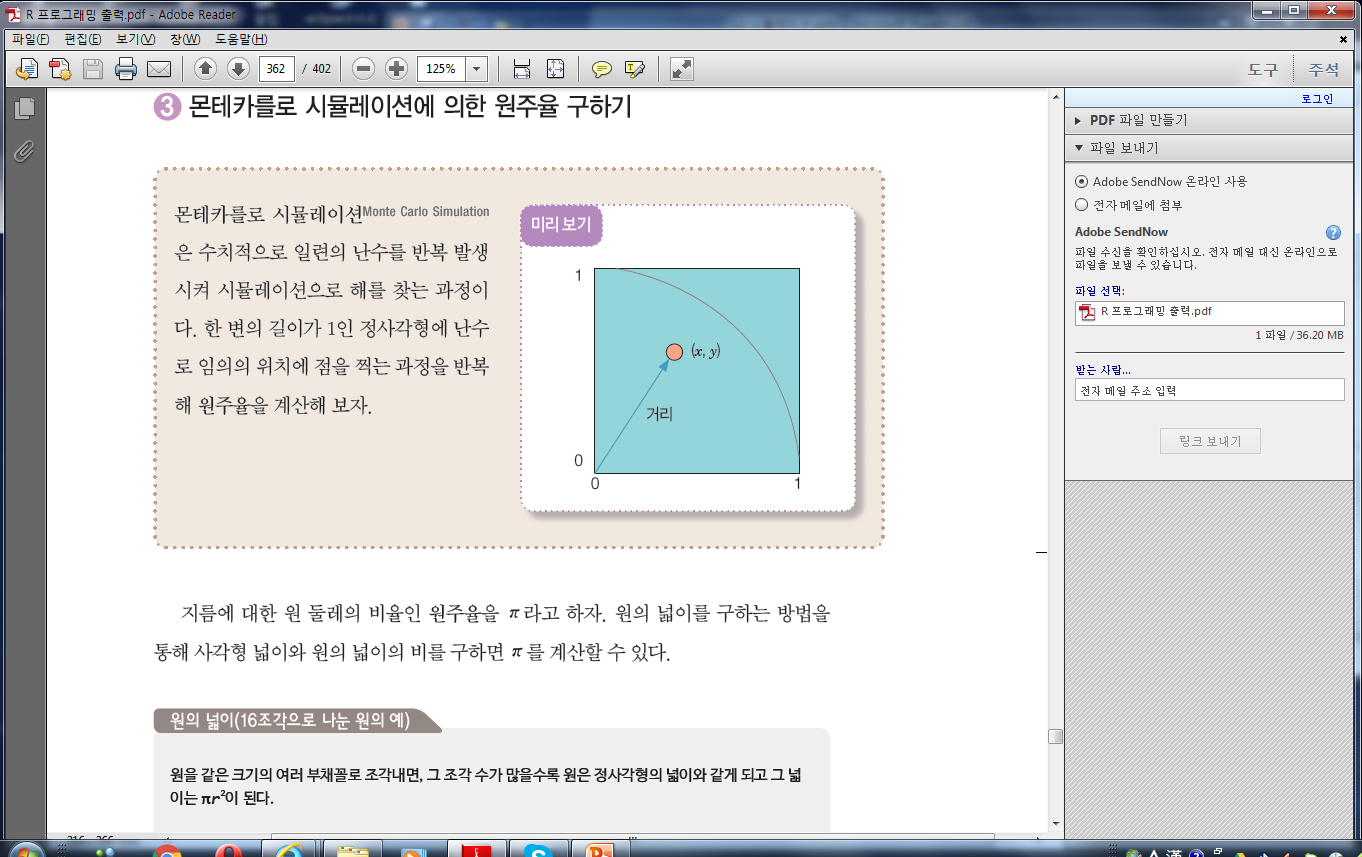 R 프로그래밍 출력.pdf - Adobe Reader
파일(F) 편집(E) 보기(V) 창(W) 도움말(H)
362 / 402 125% 도구 주석
로그인
PDF 파일 만들기
파일 보내기
Adobe SendNow 온라인 사용
전자 메일에 첨부
Adobe SendNow
파일 수신을 확인하십시오. 전자 메일 대신 온라인으로
파일을 보낼 수 있습니다.
파일 선택:
R 프로그래밍 출력.pdf
1 파일 / 36.20 MB
받는 사람...
전자 메일 주소 입력
링크 보내기
3 몬테카를로 시뮬레이션에 의한 원주율 구하기
몬테카를로 시뮬레이션Monte Carlo Simulation
은 수치적으로 일련의 난수를 반복 발생
시켜 시뮬레이션으로 해를 찾는 과정이
다. 한 변의 길이가 1인 정사각형에 난수
로 임의의 위치에 점을 찍는 과정을 반복
해 원주율을 계산해 보자.
미리 보기
1
(x, y)
거리
0
0 1
지름에 대한 원 둘레의 비율인 원주율을 π라고 하자. 원의 넓이를 구하는 방법을
통해 사각형 넓이와 원의 넓이의 비를 구하면 π를 계산할 수 있다.
원의 넓이(16조각으로 나눈 원의 예)
원을 같은 크기의 여러 부채꼴로 조각내면, 그 조각 수가 많을수록 원은 정사각형의 넓이와 같게 되고 그 넓
이는 πr²이 된다.